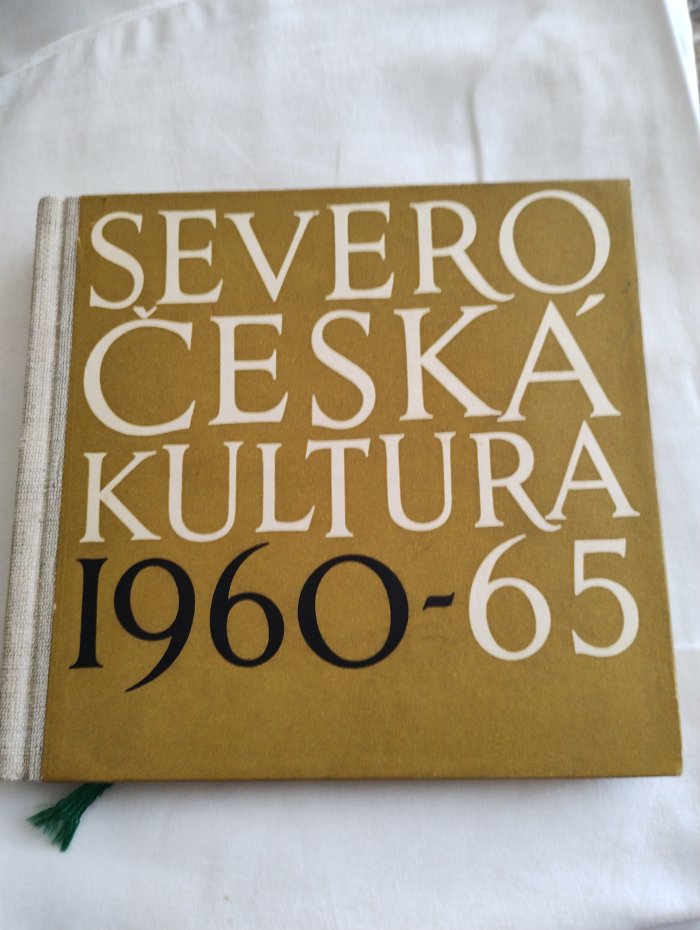 SEVERO
ČESKÁ
KULTURA
1960-65